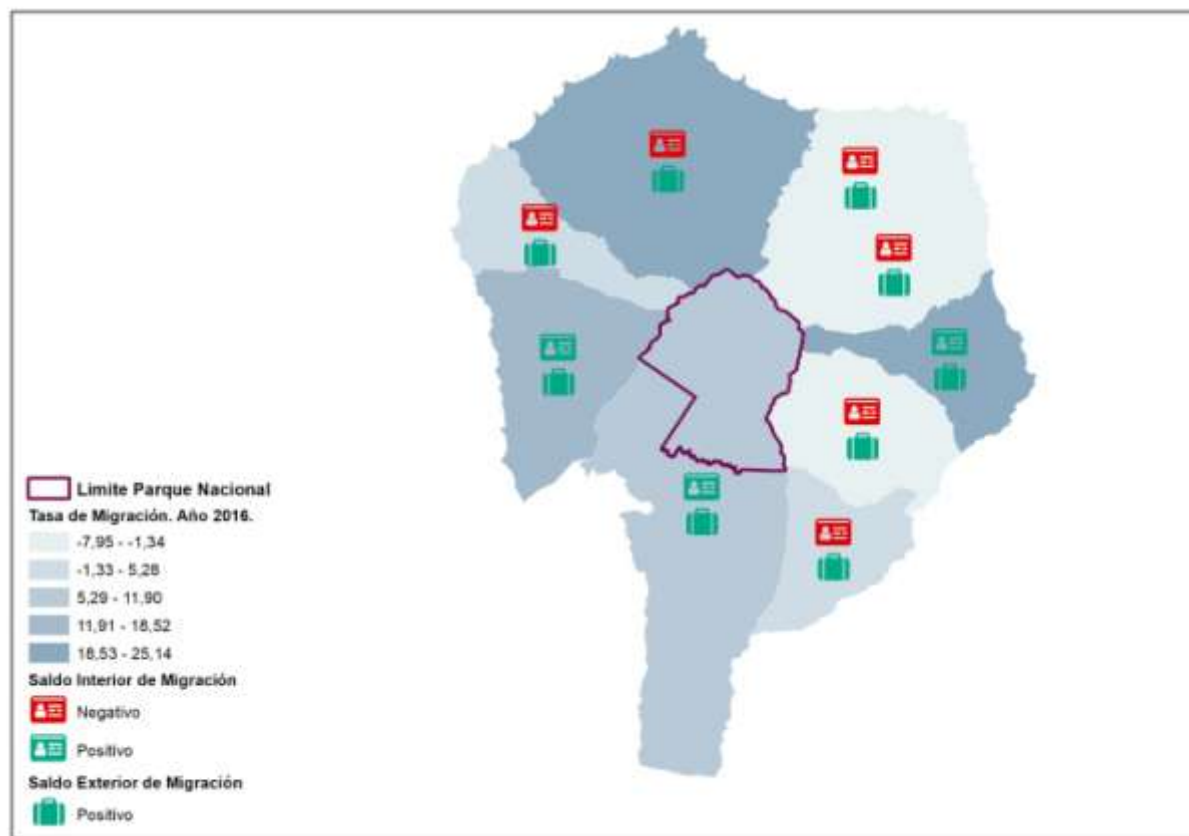 Limite Parque Nacional
Tasa de Migración. Año 2016.
-7,95 - -1,34
-1,33 - 5,28
5,29 - 11,90
11,91 - 18,52
18,53 - 25,14
Saldo Interior de Migración
Negativo
Positivo
Saldo Exterior de Migración
Positivo